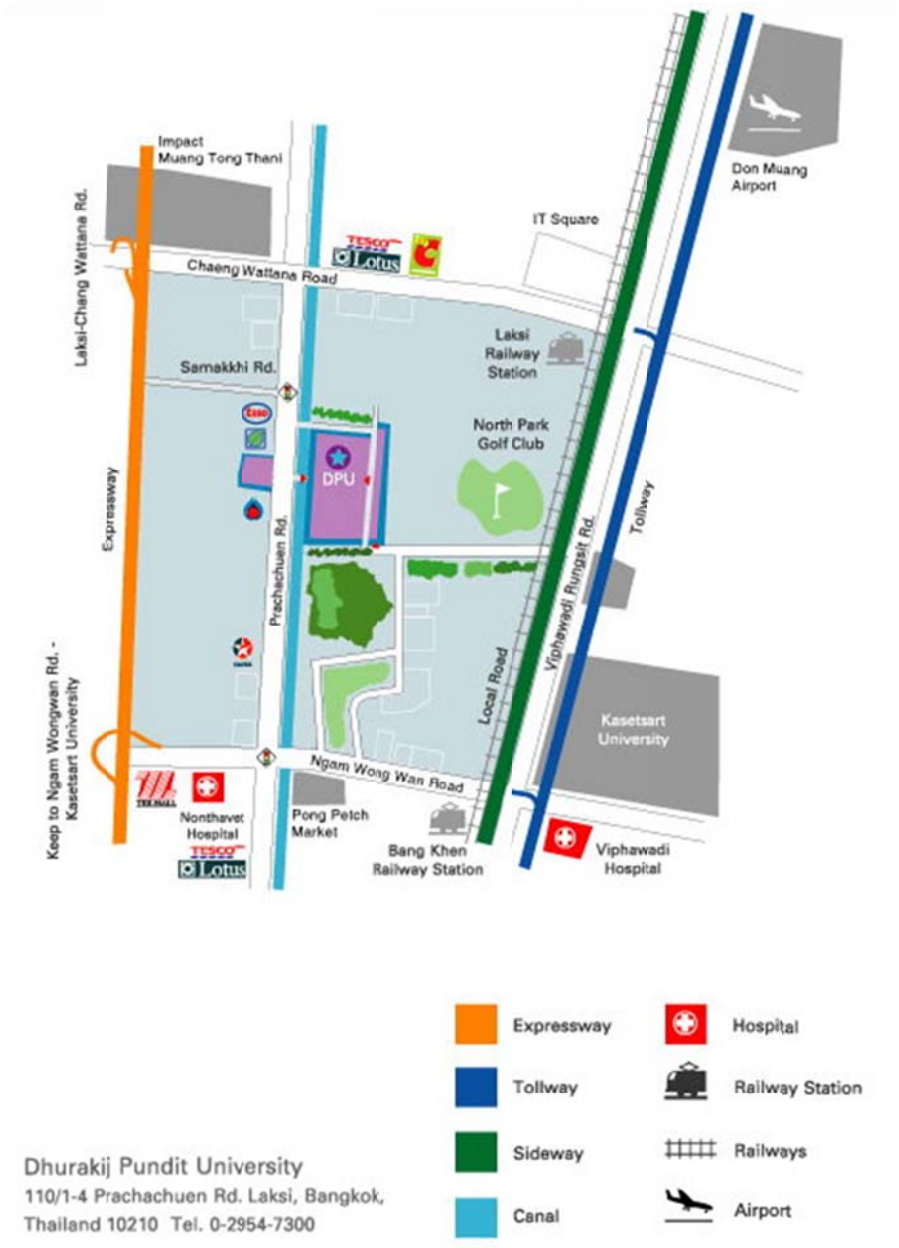 Impact
Muang Tong Thani
Laksi-Chang Wattana Rd.
Don Muang
Airport
IT Square
TESCO
Lotus
Chaeng Wattana Road
Laksi
Railway
Station
Samakkhi Rd.
Esso
North Park
Golf Club
DPU
Expressway
Prachachuen Rd.
Tollway
Viphawadi Rungsit Rd.
Local Road
Keep to Ngam Wongwan Rd. -
Kasetsart University
Kasetsart
University
Ngam Wong Wan Road
Nonthavet
Hospital
TESCO
Lotus
Pong Petch
Market
Bang Khen
Railway Station
Viphawadi
Hospital
Expressway
Hospital
Tollway
Railway Station
Sideway
Railways
Canal
Airport
Dhurakij Pundit University
110/1-4 Prachachuen Rd. Laksi, Bangkok,
Thailand 10210 Tel. 0-2954-7300